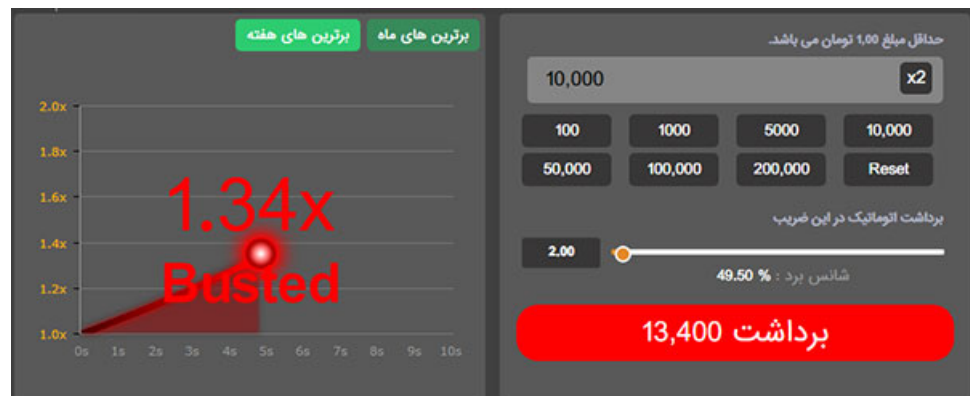 برترین های هفته
برترین های ماه
2.0x
1.8x
1.6x
1.4x
1.2x
1.0x
0s 1s 2s 3s 4s 5s 6s 7s 8s 9s 10s
1.34x
Busted
حداقل مبلغ 1,00 تومان می باشد.
10,000 x2
100 1000 5000 10,000
50,000 100,000 200,000 Reset
برداشت اتوماتیک در این ضریب
2.00
شانس برد : % 49.50
برداشت 13,400